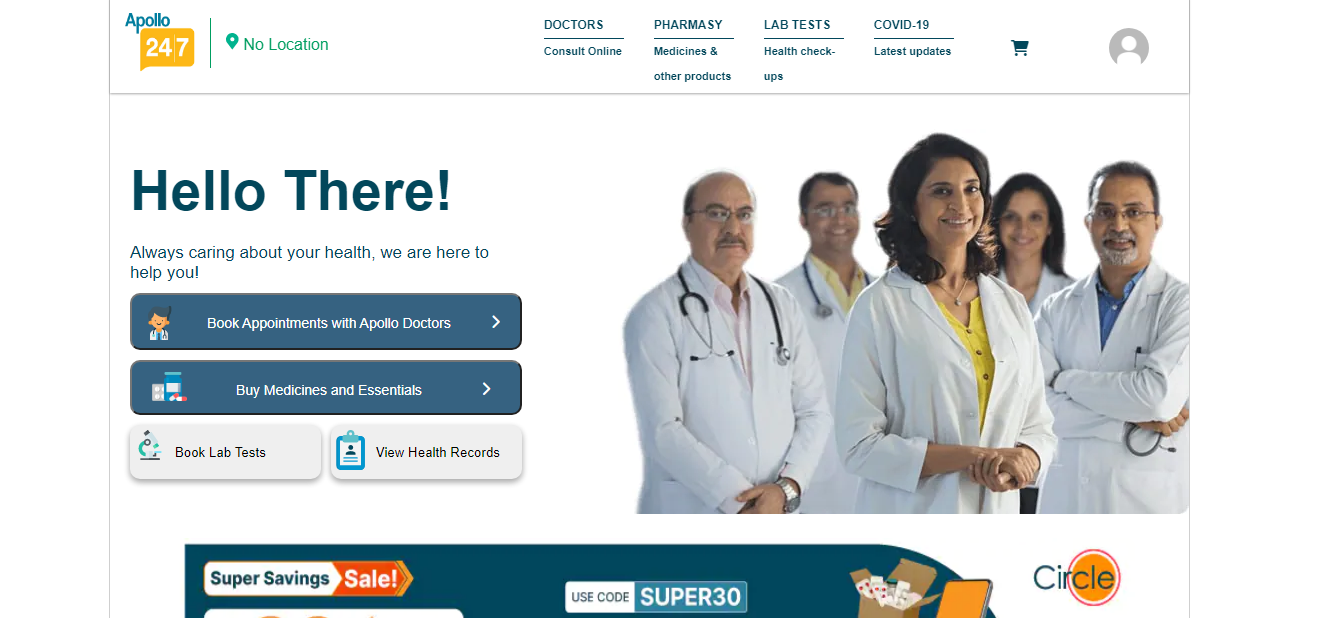 Apollo
24|7
No Location
DOCTORS
Consult Online
PHARMASY
Medicines &
other products
LAB TESTS
Health check-
ups
COVID-19
Latest updates
Hello There!
Always caring about your health, we are here to
help you!
Book Appointments with Apollo Doctors
Buy Medicines and Essentials
Book Lab Tests
View Health Records
Super Savings Sale!
USE CODE SUPER30
Circle